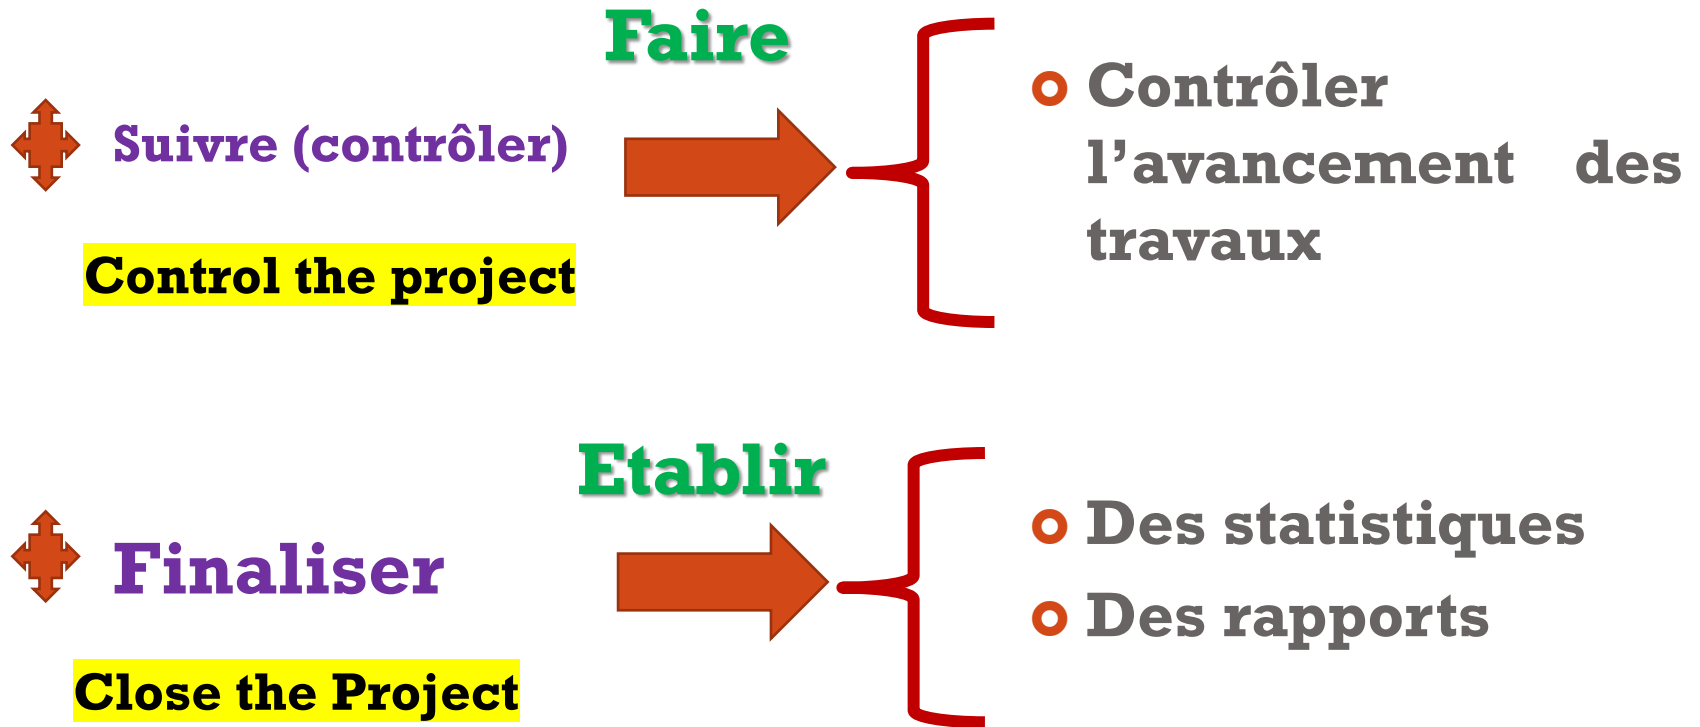 Faire
Suivre (contrôler)
Control the project
Contrôler
l’avancement des
travaux
Etablir
Finaliser
Close the Project
Des statistiques
Des rapports